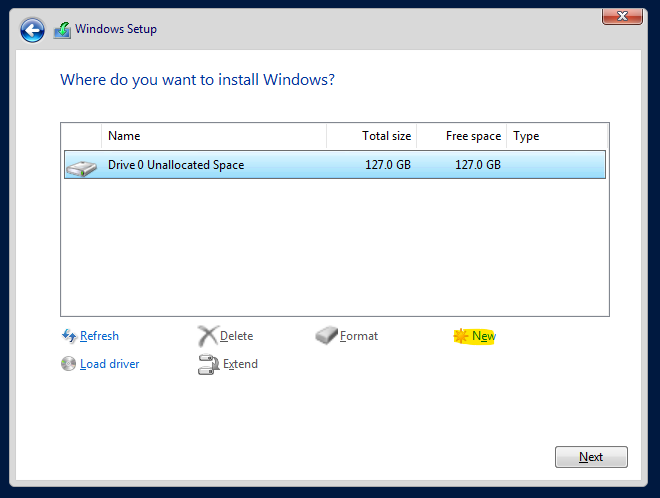 Windows Setup
Where do you want to install Windows?
Name Total size Free space Type
Drive 0 Unallocated Space 127.0 GB 127.0 GB
Refresh Delete Format New
Load driver Extend
Next